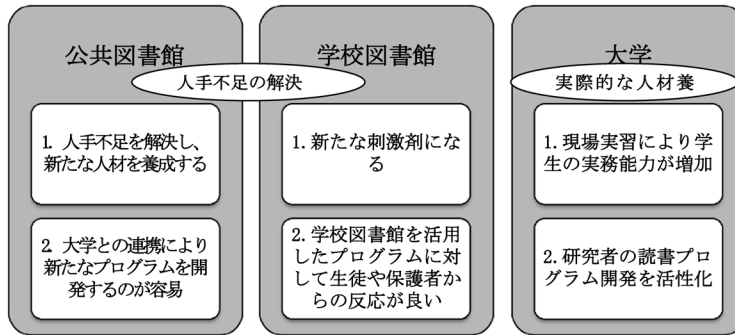 公共図書館
学校図書館
大学
人手不足の解決
実際的な人材養
1. 人手不足を解決し、
新たな人材を養成する
2. 大学との連携により
新たなプログラムを開
発するのが容易
1. 新たな刺激剤にな
る
2. 学校図書館を活用
したプログラムに対
して生徒や保護者か
らの反応が良い
1. 現場実習により学
生の実務能力が増加
2. 研究者の読書プロ
グラム開発を活性化